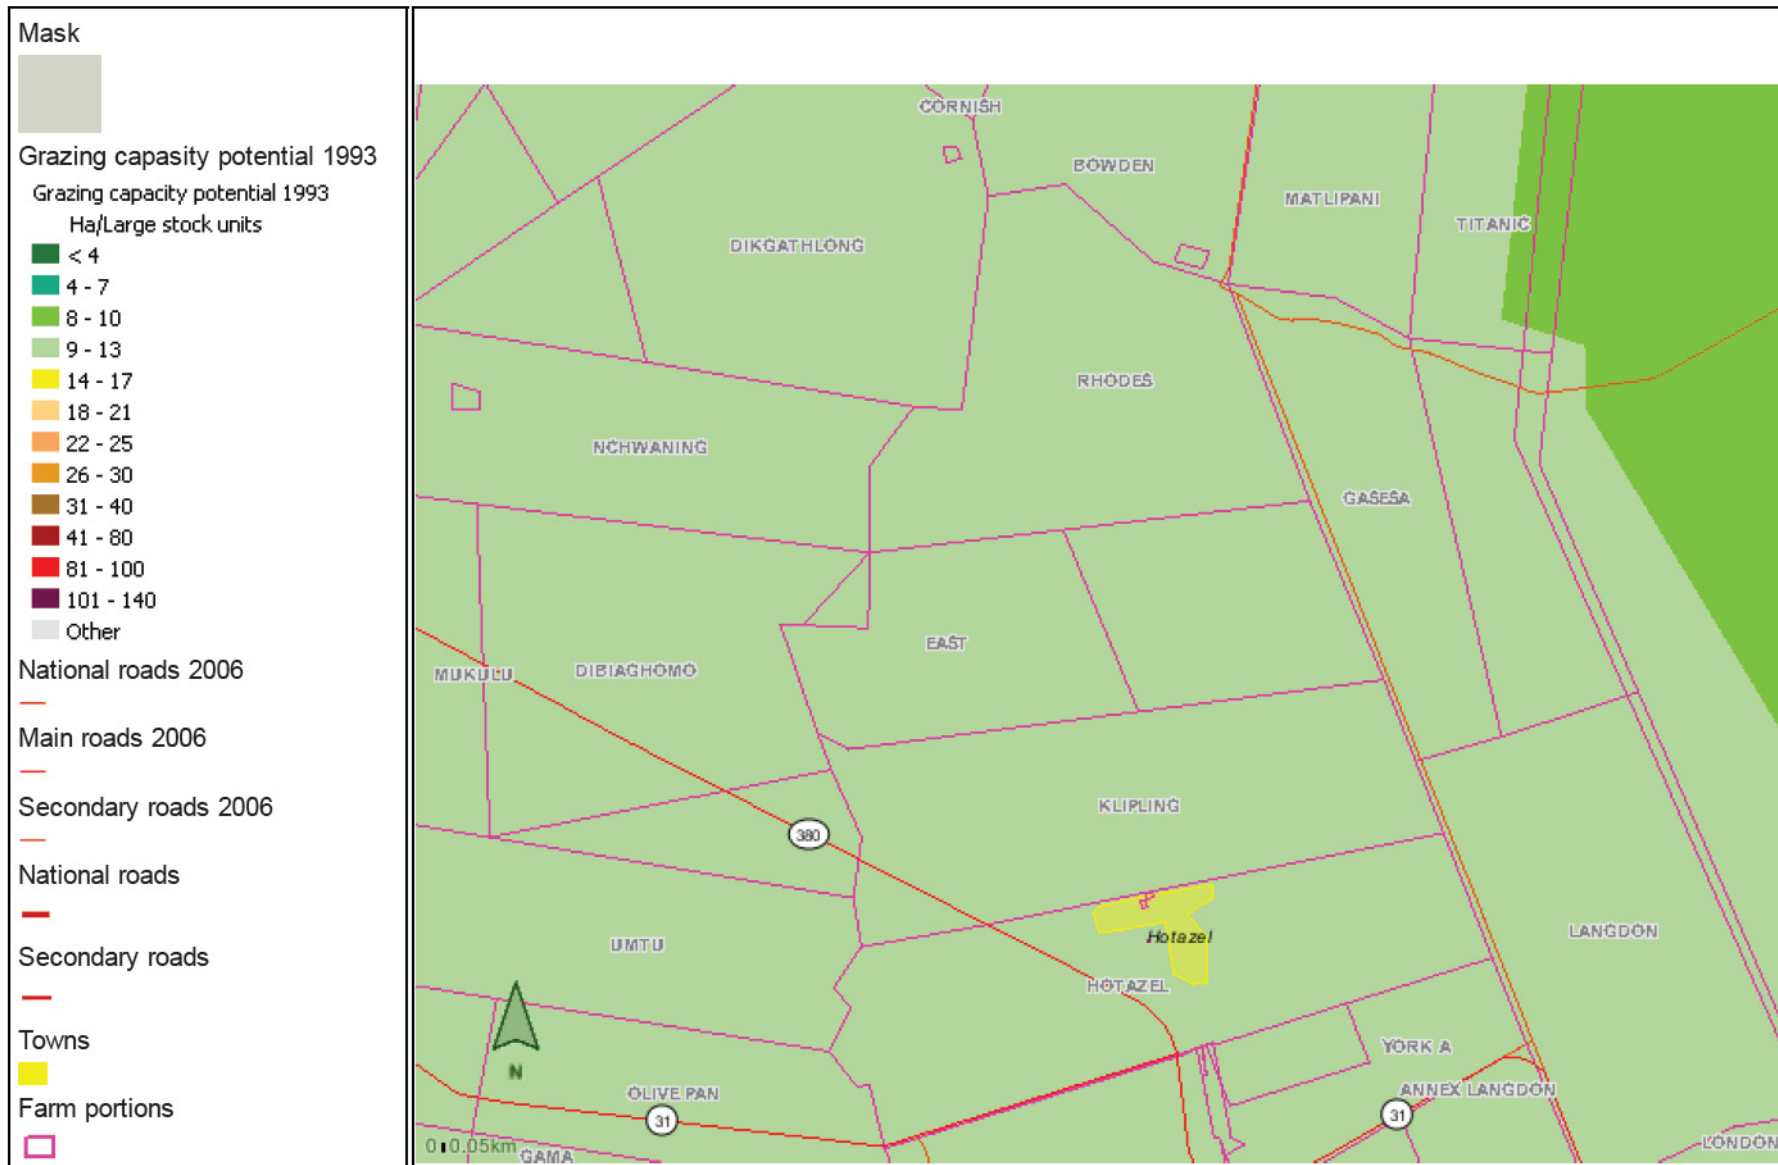 Mask
Grazing capasity potential 1993
Grazing capacity potential 1993
Ha/Large stock units
< 4
4 - 7
8 - 10
9 - 13
14 - 17
18 - 21
22 - 25
26 - 30
31 - 40
41 - 80
81 - 100
101 - 140
Other
National roads 2006
Main roads 2006
Secondary roads 2006
National roads
Secondary roads
Towns
Farm portions
CORNISH
BOWDEN
MATLIPANI
TITANIC
DIKGATHLONG
RHODES
NCHWANING
GASESA
EAST
MUKULU
DIBIAGHOMO
KLIPLING
380
Hotazel
LANGDON
UMTU
HOTAZEL
N
YORK A
OLIVE PAN
ANNEX LANGDON
31
31
0 0.05km
GAMA
LONDON